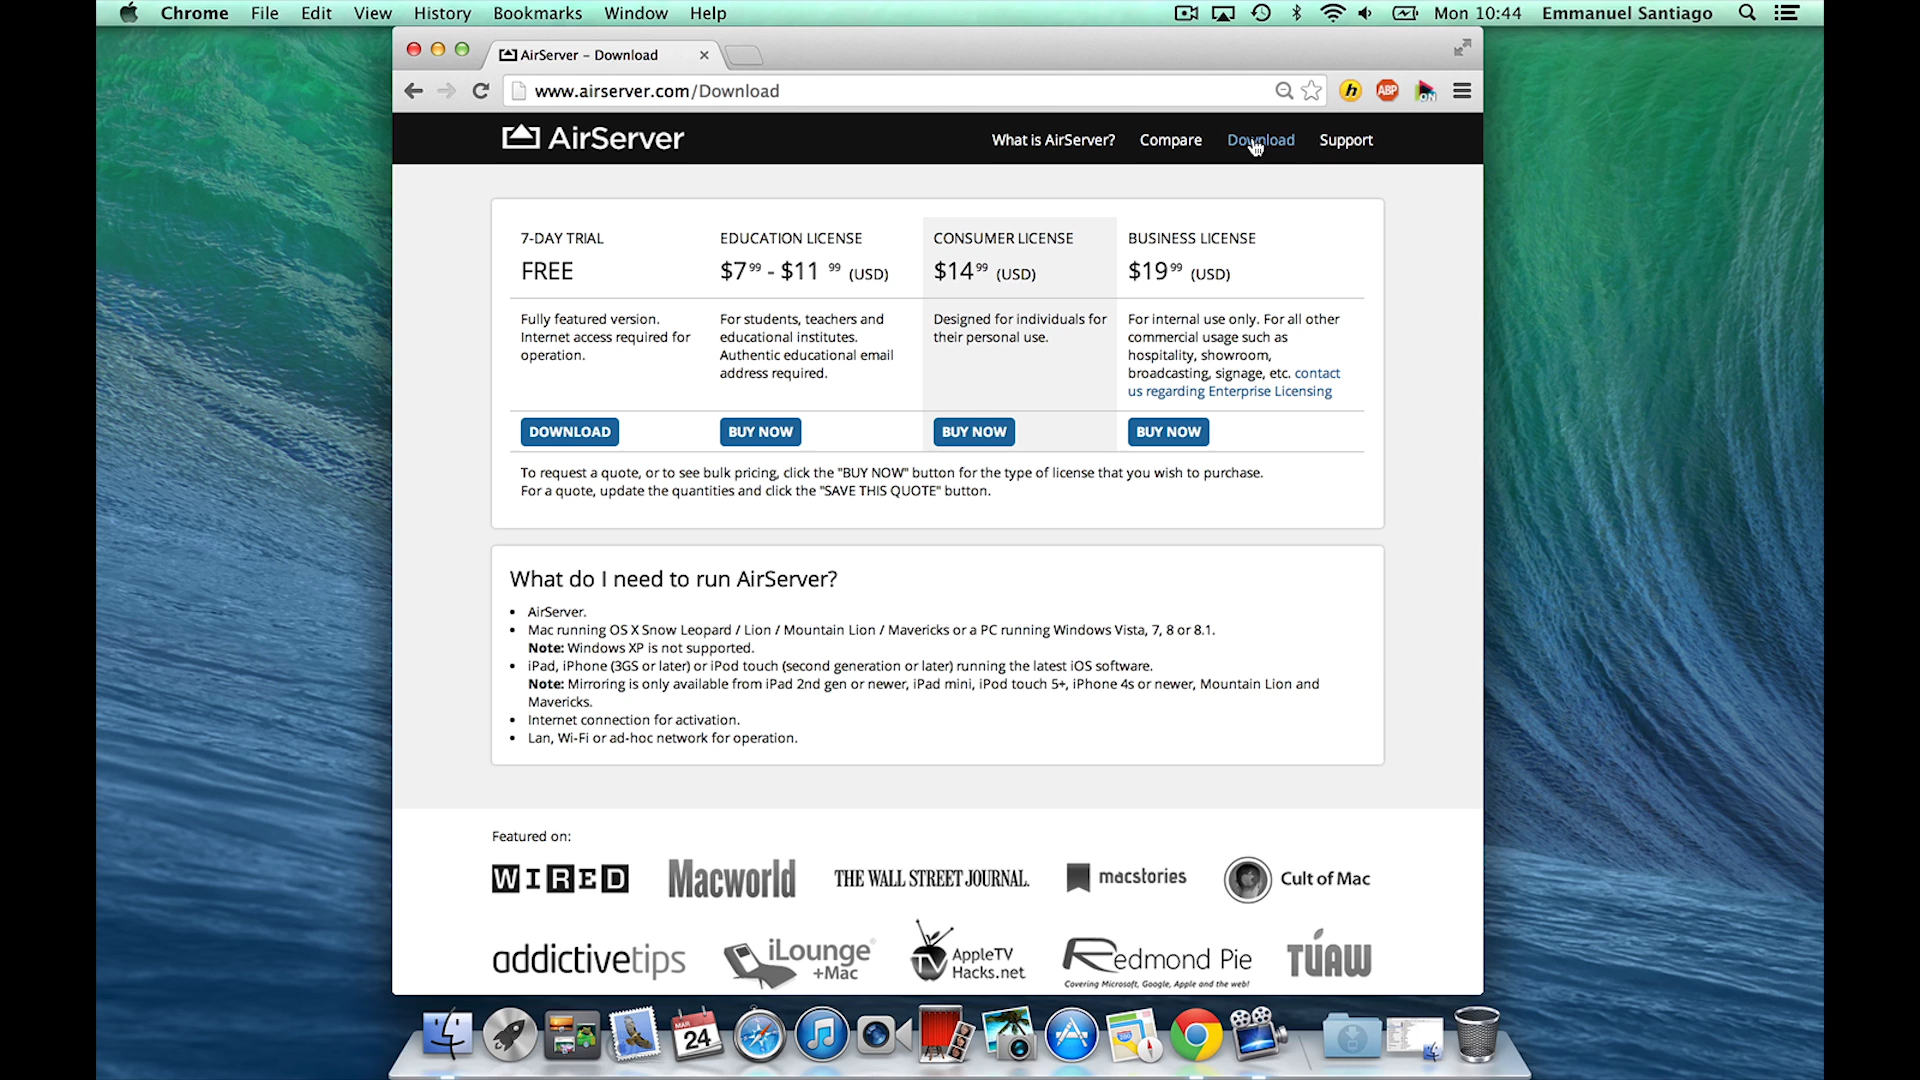 Chrome File Edit View History Bookmarks Window Help Mon 10:44 Emmanuel Santiago
AirServer – Download
www.airserver.com/Download
h ABP ON
AirServer What is AirServer? Compare Download Support
7-DAY TRIAL EDUCATION LICENSE CONSUMER LICENSE BUSINESS LICENSE
FREE $7 99 - $11 99 (USD) $14 99 (USD) $19 99 (USD)
Fully featured version.
Internet access required for
operation.
For students, teachers and
educational institutes.
Authentic educational email
address required.
Designed for individuals for
their personal use.
For internal use only. For all other
commercial usage such as
hospitality, showroom,
broadcasting, signage, etc. contact
us regarding Enterprise Licensing
DOWNLOAD BUY NOW BUY NOW BUY NOW
To request a quote, or to see bulk pricing, click the "BUY NOW" button for the type of license that you wish to purchase.
For a quote, update the quantities and click the "SAVE THIS QUOTE" button.
What do I need to run AirServer?
• AirServer.
• Mac running OS X Snow Leopard / Lion / Mountain Lion / Mavericks or a PC running Windows Vista, 7, 8 or 8.1.
Note: Windows XP is not supported.
• iPad, iPhone (3GS or later) or iPod touch (second generation or later) running the latest iOS software.
Note: Mirroring is only available from iPad 2nd gen or newer, iPad mini, iPod touch 5+, iPhone 4s or newer, Mountain Lion and
Mavericks.
• Internet connection for activation.
• Lan, Wi-Fi or ad-hoc network for operation.
Featured on:
WIRED Macworld THE WALL STREET JOURNAL. macstories Cult of Mac
addictivetips iLounge +Mac TV AppleTV Hacks.net Redmond Pie TUAW
Covering Microsoft, Google, Apple and the web!
MAR
24